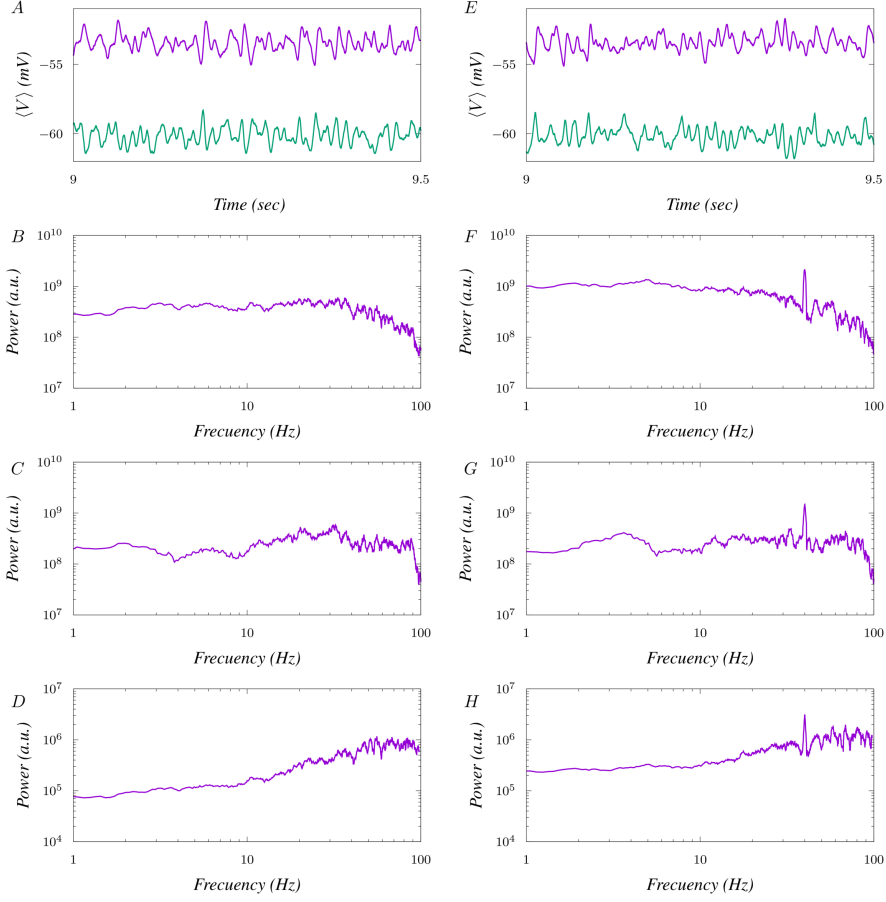 A
⟨V⟩ (mV)
−55
−60
9
9.5
Time (sec)
E
⟨V⟩ (mV)
−55
−60
9
9.5
Time (sec)
B
Power (a.u.)
10^10
10^9
10^8
10^7
1
10
100
Frecuency (Hz)
F
Power (a.u.)
10^10
10^9
10^8
10^7
1
10
100
Frecuency (Hz)
C
Power (a.u.)
10^10
10^9
10^8
10^7
1
10
100
Frecuency (Hz)
G
Power (a.u.)
10^10
10^9
10^8
10^7
1
10
100
Frecuency (Hz)
D
Power (a.u.)
10^7
10^6
10^5
10^4
1
10
100
Frecuency (Hz)
H
Power (a.u.)
10^7
10^6
10^5
10^4
1
10
100
Frecuency (Hz)